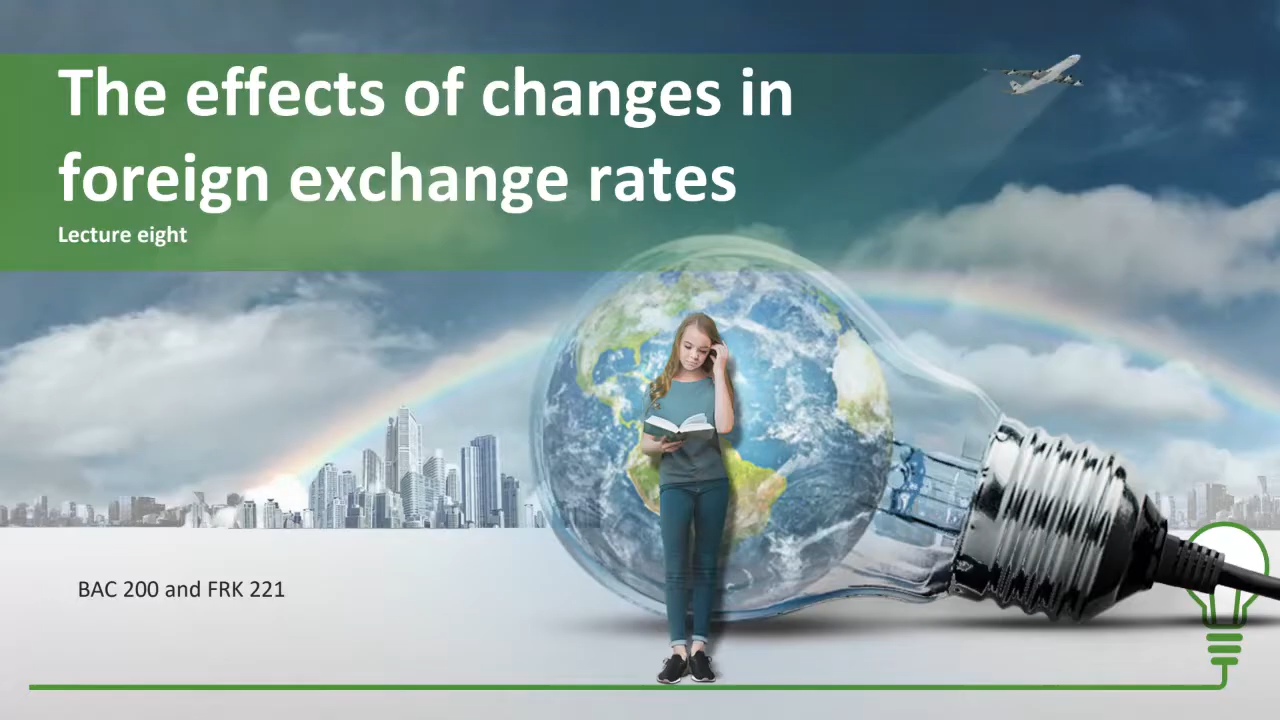 The effects of changes in
foreign exchange rates
Lecture eight
BAC 200 and FRK 221